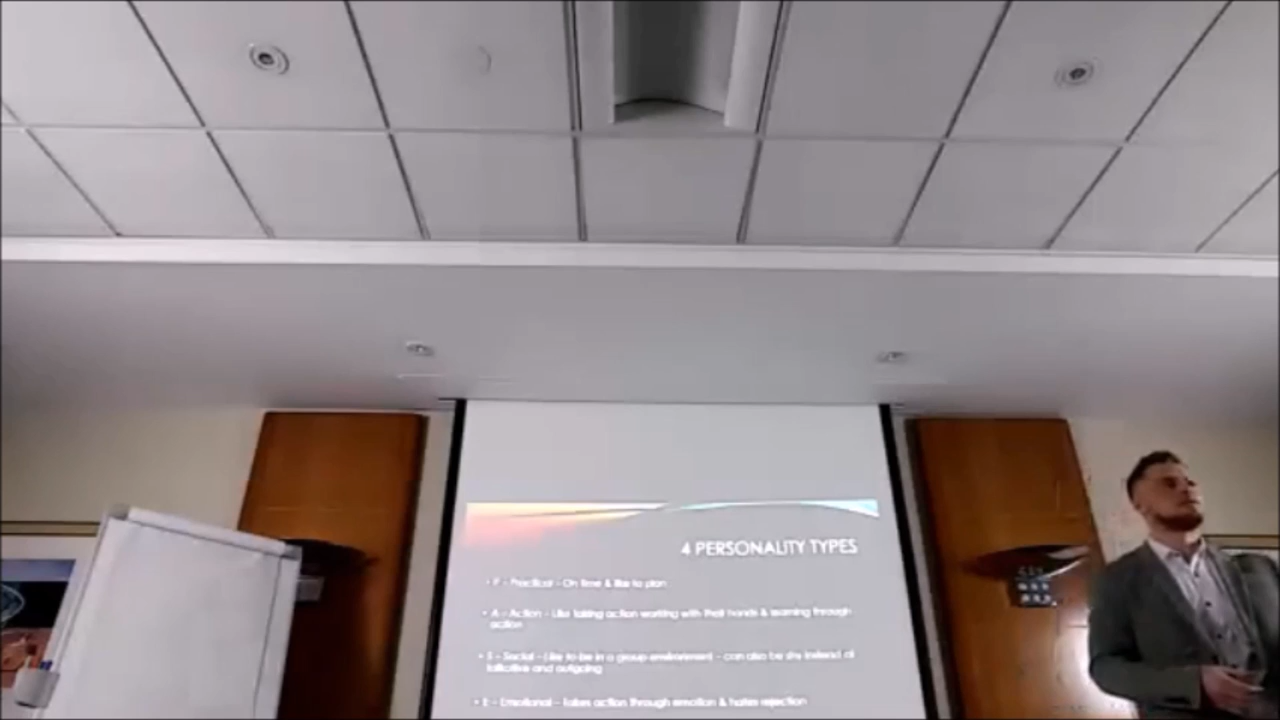 4 PERSONALITY TYPES
• P - Practical - On time & like to plan
• A - Action - Like taking action working with their hands & learning through
action
• S - Social - Like to be in a group environment - can also be shy instead of
talkative and outgoing
• E - Emotional - Takes action through emotion & hates rejection